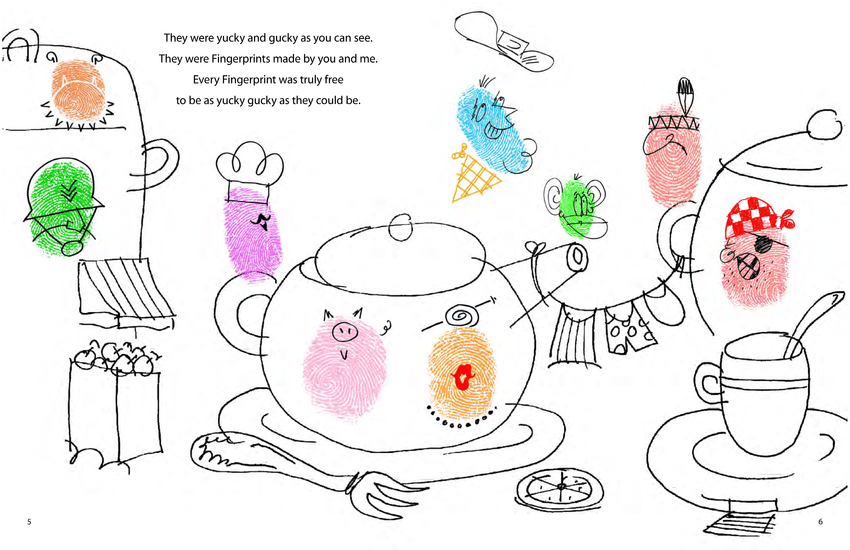 They were yucky and gucky as you can see.
They were Fingerprints made by you and me.
Every Fingerprint was truly free
to be as yucky gucky as they could be.
5
6